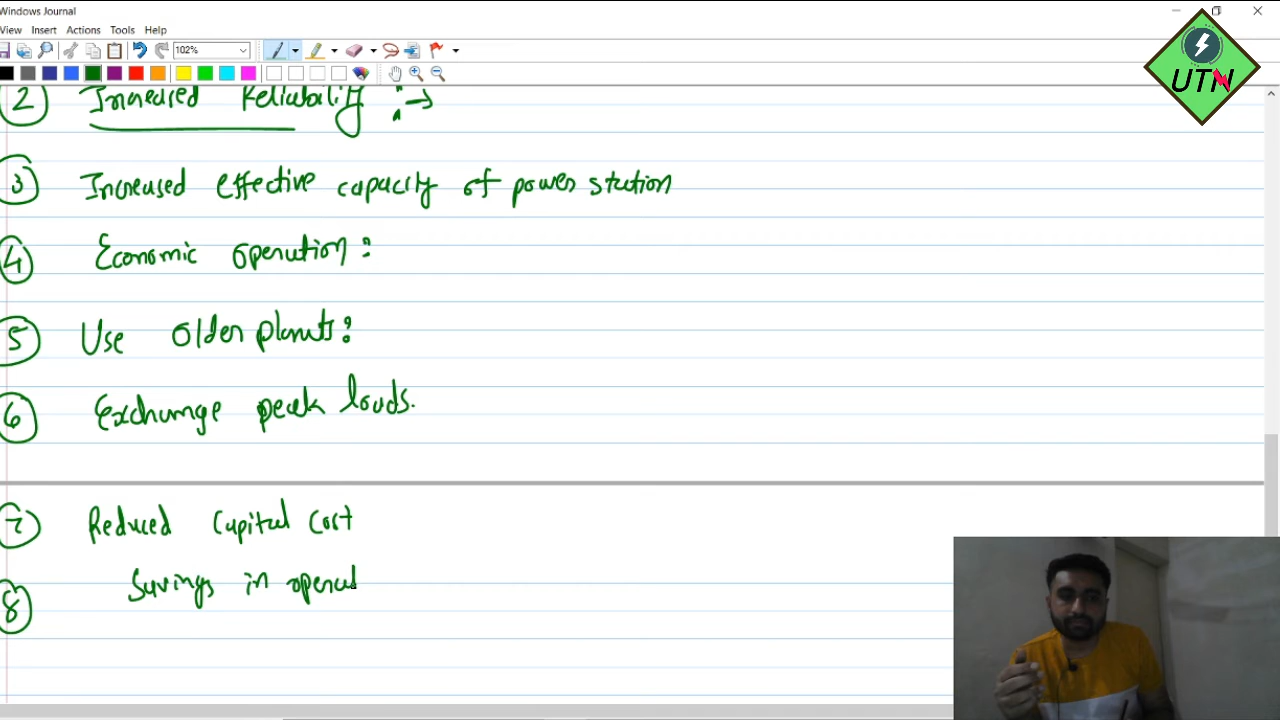 Windows Journal
View Insert Actions Tools Help
102%
UTN
2 Increased Reliability :→
3 Increased effective capacity of power station
4 Economic operation:
5 Use older plants:
6 Exchange peak loads.
7 Reduced Capital Cost
8 Savings in operat